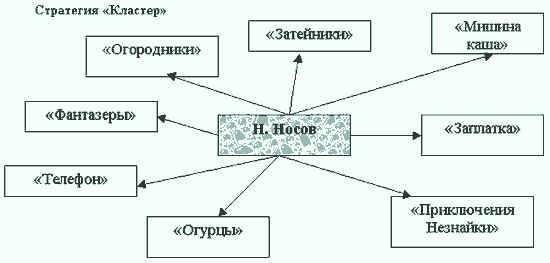 Стратегия «Кластер»
«Огородники»
«Затейники»
«Мишина
каша»
«Фантазеры»
Н. Носов
«Заплатка»
«Телефон»
«Огурцы»
«Приключения
Незнайки»